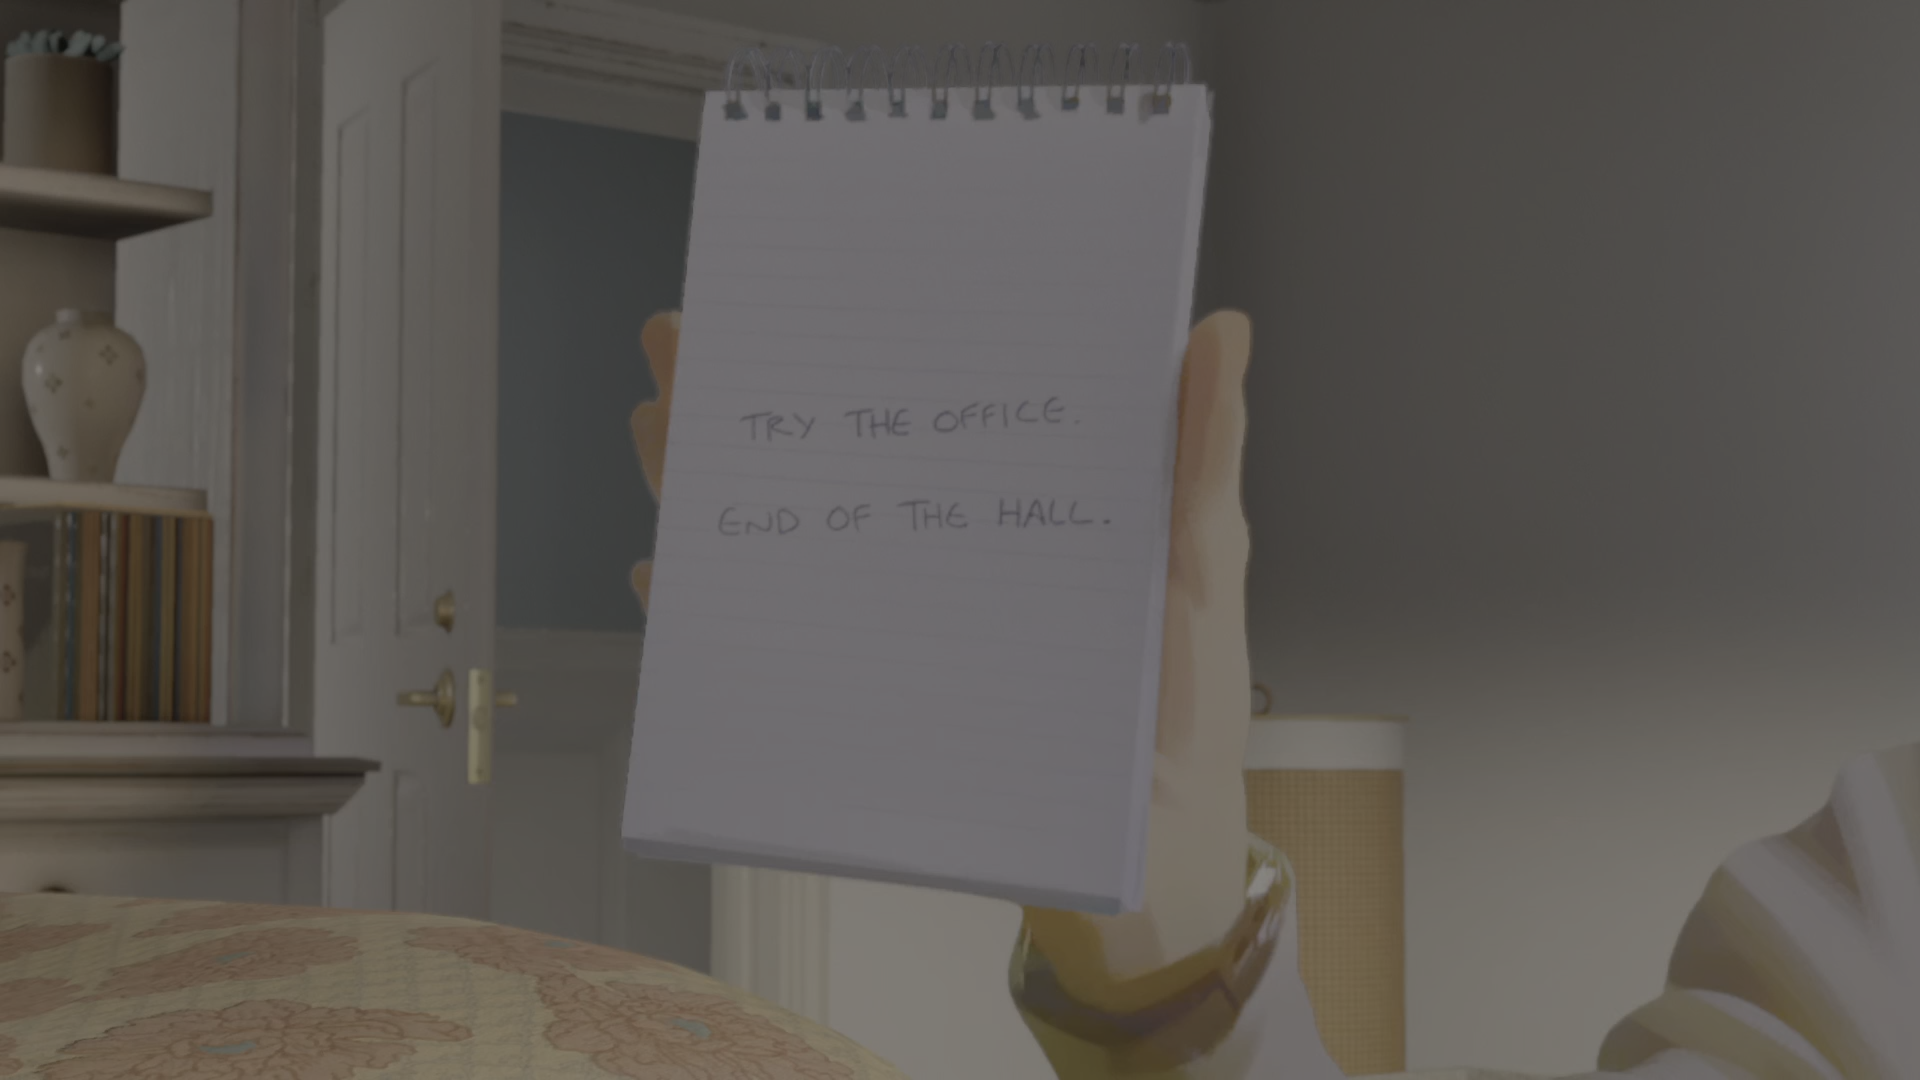 TRY THE OFFICE.
END OF THE HALL.